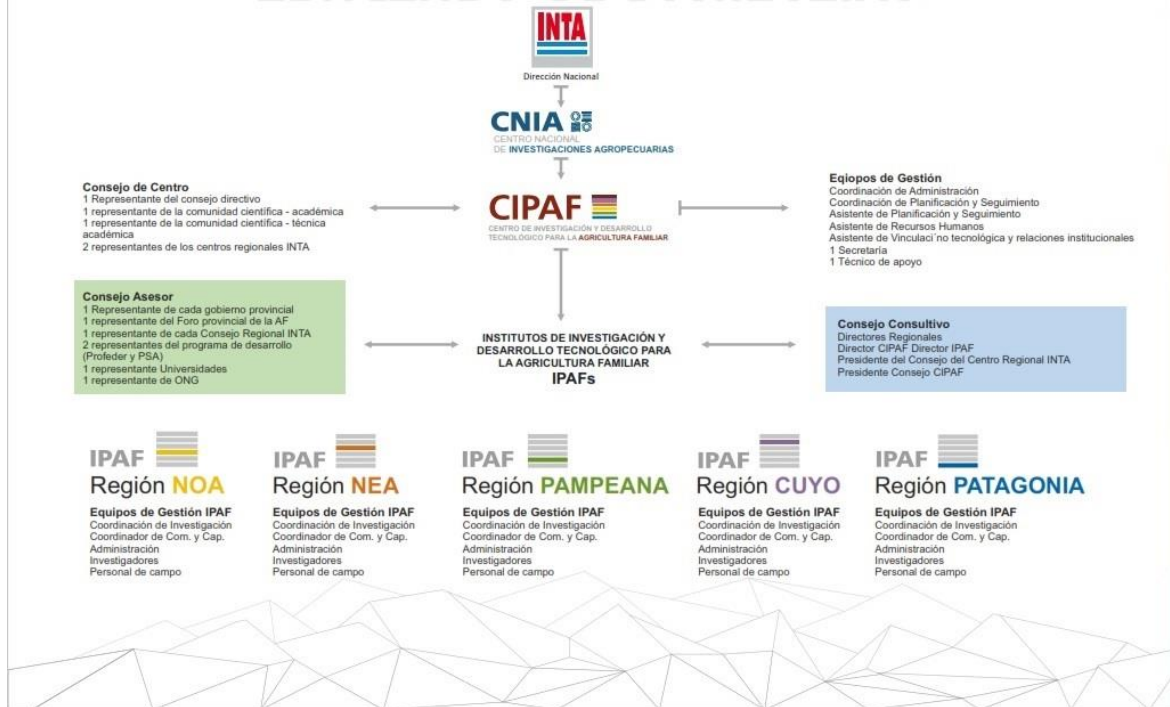 INTA
Dirección Nacional
CNIA
CENTRO NACIONAL
DE INVESTIGACIONES AGROPECUARIAS
Consejo de Centro
1 Representante del consejo directivo
1 representante de la comunidad científica - académica
1 representante de la comunidad científica - técnica
académica
2 representantes de los centros regionales INTA
CIPAF
CENTRO DE INVESTIGACIÓN Y DESARROLLO
TECNOLÓGICO PARA LA AGRICULTURA FAMILIAR
Eqiopos de Gestión
Coordinación de Administración
Coordinación de Planificación y Seguimiento
Asistente de Planificación y Seguimiento
Asistente de Recursos Humanos
Asistente de Vinculaci´no tecnológica y relaciones institucionales
1 Secretaría
1 Técnico de apoyo
Consejo Asesor
1 Representante de cada gobierno provincial
1 representante del Foro provincial de la AF
1 representante de cada Consejo Regional INTA
2 representantes del programa de desarrollo
(Profeder y PSA)
1 representante Universidades
1 representante de ONG
INSTITUTOS DE INVESTIGACIÓN Y
DESARROLLO TECNOLÓGICO PARA
LA AGRICULTURA FAMILIAR
IPAFs
Consejo Consultivo
Directores Regionales
Director CIPAF Director IPAF
Presidente del Consejo del Centro Regional INTA
Presidente Consejo CIPAF
IPAF
Región NOA
Equipos de Gestión IPAF
Coordinación de Investigación
Coordinador de Com. y Cap.
Administración
Investigadores
Personal de campo
IPAF
Región NEA
Equipos de Gestión IPAF
Coordinación de Investigación
Coordinador de Com. y Cap.
Administración
Investigadores
Personal de campo
IPAF
Región PAMPEANA
Equipos de Gestión IPAF
Coordinación de Investigación
Coordinador de Com. y Cap.
Administración
Investigadores
Personal de campo
IPAF
Región CUYO
Equipos de Gestión IPAF
Coordinación de Investigación
Coordinador de Com. y Cap.
Administración
Investigadores
Personal de campo
IPAF
Región PATAGONIA
Equipos de Gestión IPAF
Coordinación de Investigación
Coordinador de Com. y Cap.
Administración
Investigadores
Personal de campo